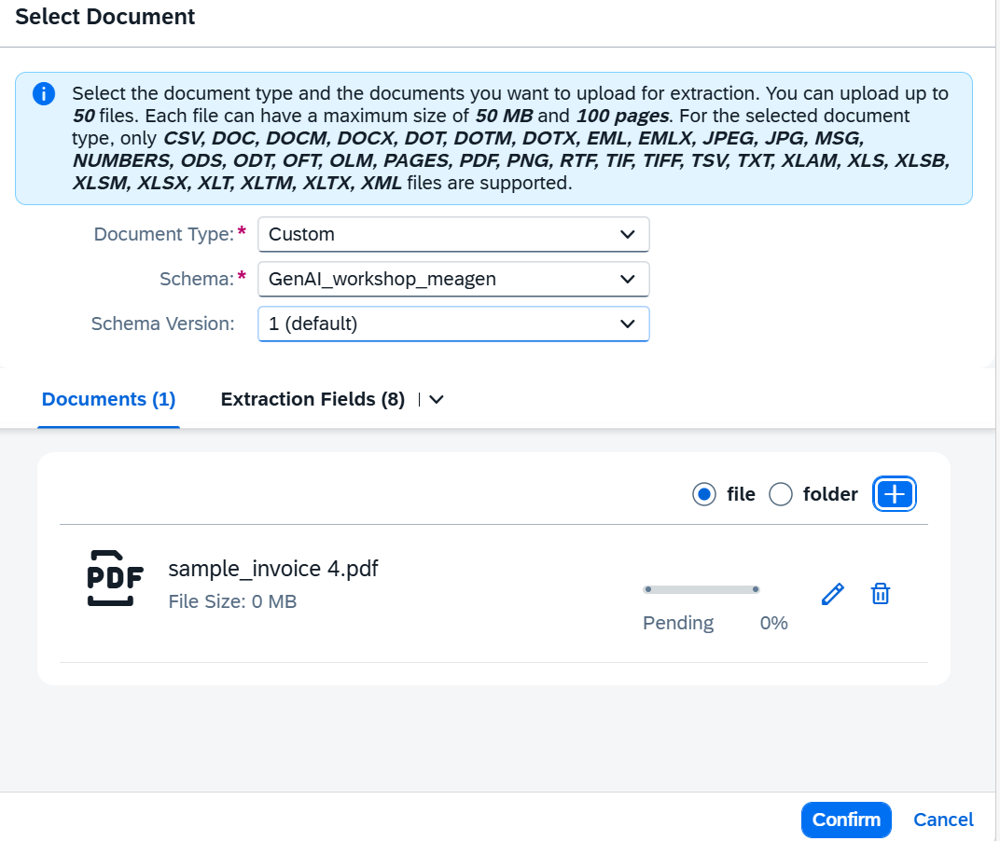 Select Document
Select the document type and the documents you want to upload for extraction. You can upload up to
50 files. Each file can have a maximum size of 50 MB and 100 pages. For the selected document
type, only CSV, DOC, DOCM, DOCX, DOT, DOTM, DOTX, EML, EMLX, JPEG, JPG, MSG,
NUMBERS, ODS, ODT, OFT, OLM, PAGES, PDF, PNG, RTF, TIF, TIFF, TSV, TXT, XLAM, XLS, XLSB,
XLSM, XLSX, XLT, XLTM, XLTX, XML files are supported.
Document Type:* Custom
Schema:* GenAI_workshop_meagen
Schema Version: 1 (default)
Documents (1) Extraction Fields (8)
file folder
PDF
sample_invoice 4.pdf
File Size: 0 MB
Pending 0%
Confirm Cancel